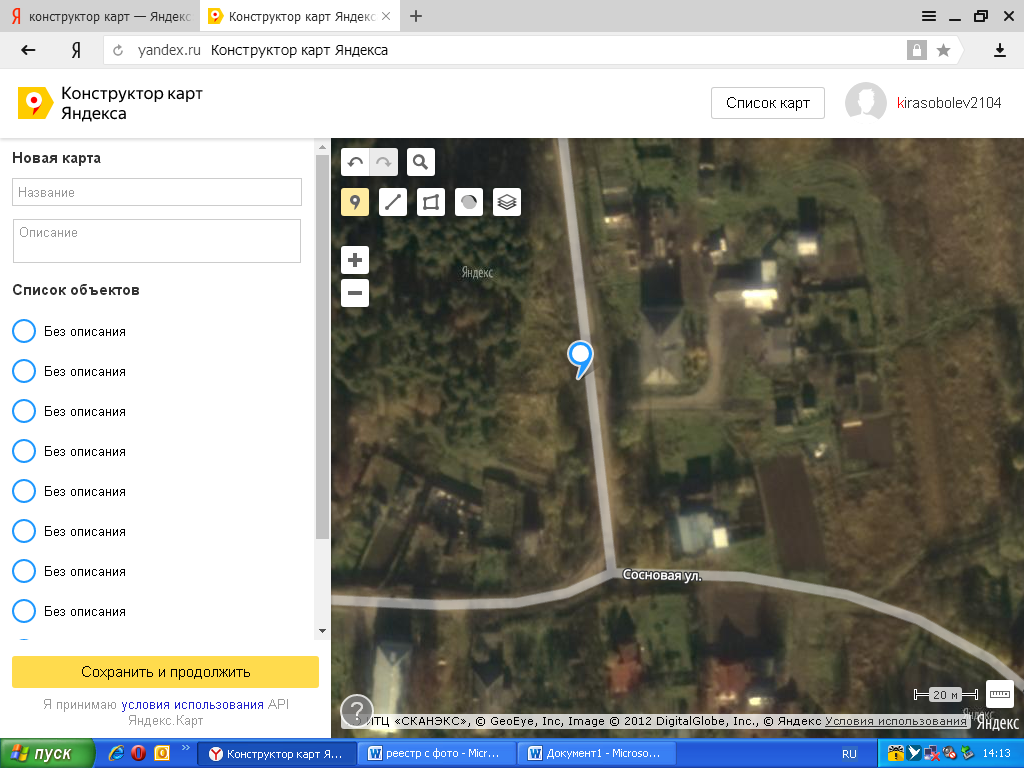 конструктор карт — Яндекс
Конструктор карт Яндекс
yandex.ru Конструктор карт Яндекса
Конструктор карт
Яндекса
Список карт
kirasobolev2104
Новая карта
Название
Описание
Список объектов
Без описания
Без описания
Без описания
Без описания
Без описания
Без описания
Без описания
Без описания
Сохранить и продолжить
Я принимаю условия использования API
Яндекс.Карт
Яндекс
Сосновая ул.
20 м
Яндекс
ИТЦ «СКАНЭКС», © GeoEye, Inc, Image © 2012 DigitalGlobe, Inc., © Яндекс Условия использования
Яндекс
пуск
Конструктор карт Я...
реестр с фото - Micr...
Документ1 - Microso...
RU
14:13